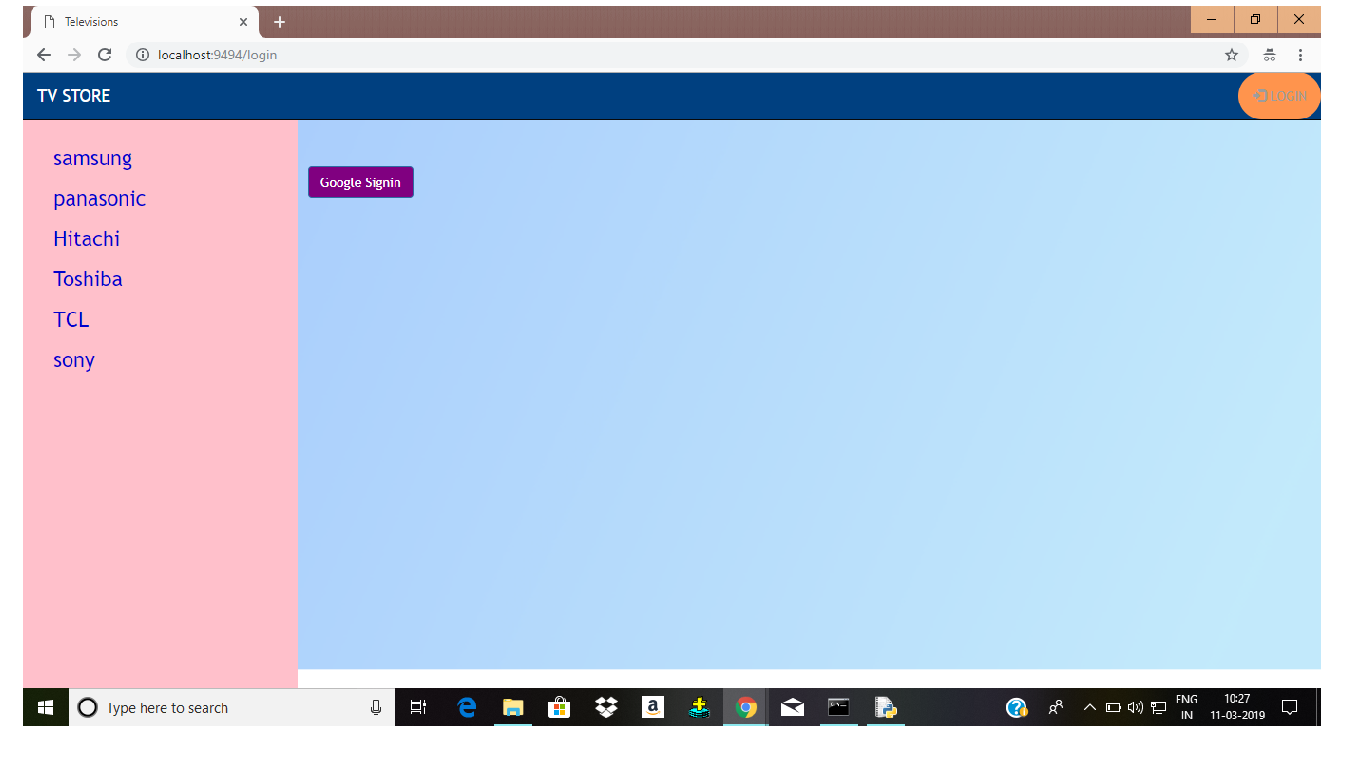 Televisions
localhost:9494/login
TV STORE
LOGIN
samsung
panasonic
Hitachi
Toshiba
TCL
sony
Google Signin
Type here to search
ENG
IN
10:27
11-03-2019